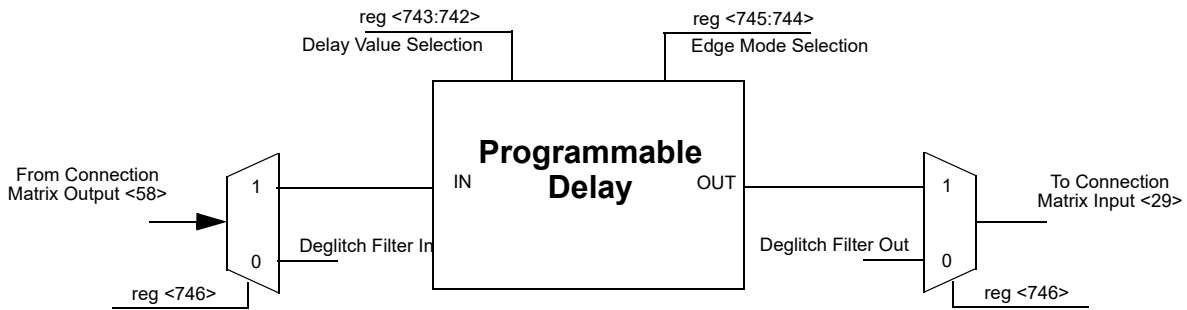 reg <743:742>
Delay Value Selection
reg <745:744>
Edge Mode Selection
Programmable
Delay
IN
OUT
From Connection
Matrix Output <58>
1
0
Deglitch Filter In
reg <746>
Deglitch Filter Out
1
0
To Connection
Matrix Input <29>
reg <746>